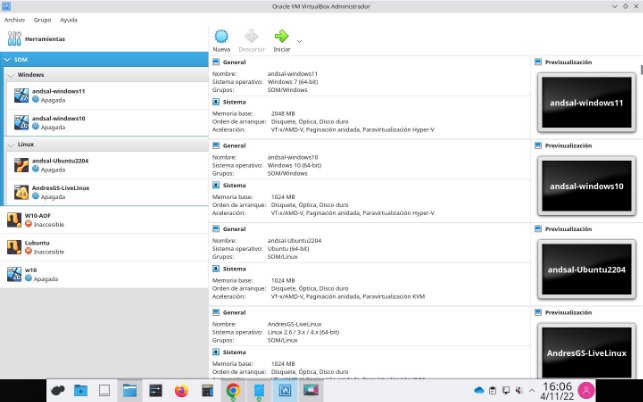 Oracle VM VirtualBox Administrador
Archivo Grupo Ayuda
Herramientas
SOM
Windows
andsal-windows11
Apagada
andsal-windows10
Apagada
Linux
andsal-Ubuntu2204
Apagada
AndresGS-LiveLinux
Apagada
W10-AOF
Inaccesible
Lubuntu
Inaccesible
w10
Apagada
Nueva Descartar Iniciar
General
Nombre: andsal-windows11
Sistema operativo: Windows 7 (64-bit)
Grupos: SOM/Windows
Sistema
Memoria base: 2048 MB
Orden de arranque: Disquete, Óptica, Disco duro
Aceleración: VT-x/AMD-V, Paginación anidada, Paravirtualización Hyper-V
Previsualización
andsal-windows11
General
Nombre: andsal-windows10
Sistema operativo: Windows 10 (64-bit)
Grupos: SOM/Windows
Sistema
Memoria base: 1024 MB
Orden de arranque: Disquete, Óptica, Disco duro
Aceleración: VT-x/AMD-V, Paginación anidada, Paravirtualización Hyper-V
Previsualización
andsal-windows10
General
Nombre: andsal-Ubuntu2204
Sistema operativo: Ubuntu (64-bit)
Grupos: SOM/Linux
Sistema
Memoria base: 1024 MB
Orden de arranque: Disquete, Óptica, Disco duro
Aceleración: VT-x/AMD-V, Paginación anidada, Paravirtualización KVM
Previsualización
andsal-Ubuntu2204
General
Nombre: AndresGS-LiveLinux
Sistema operativo: Linux 2.6 / 3.x / 4.x (64-bit)
Grupos: SOM/Linux
Sistema
Memoria base: 1024 MB
Orden de arranque: Disquete, Óptica, Disco duro
Aceleración: VT-x/AMD-V, Paginación anidada, Paravirtualización KVM
Previsualización
AndresGS-LiveLinux
16:06
4/11/22